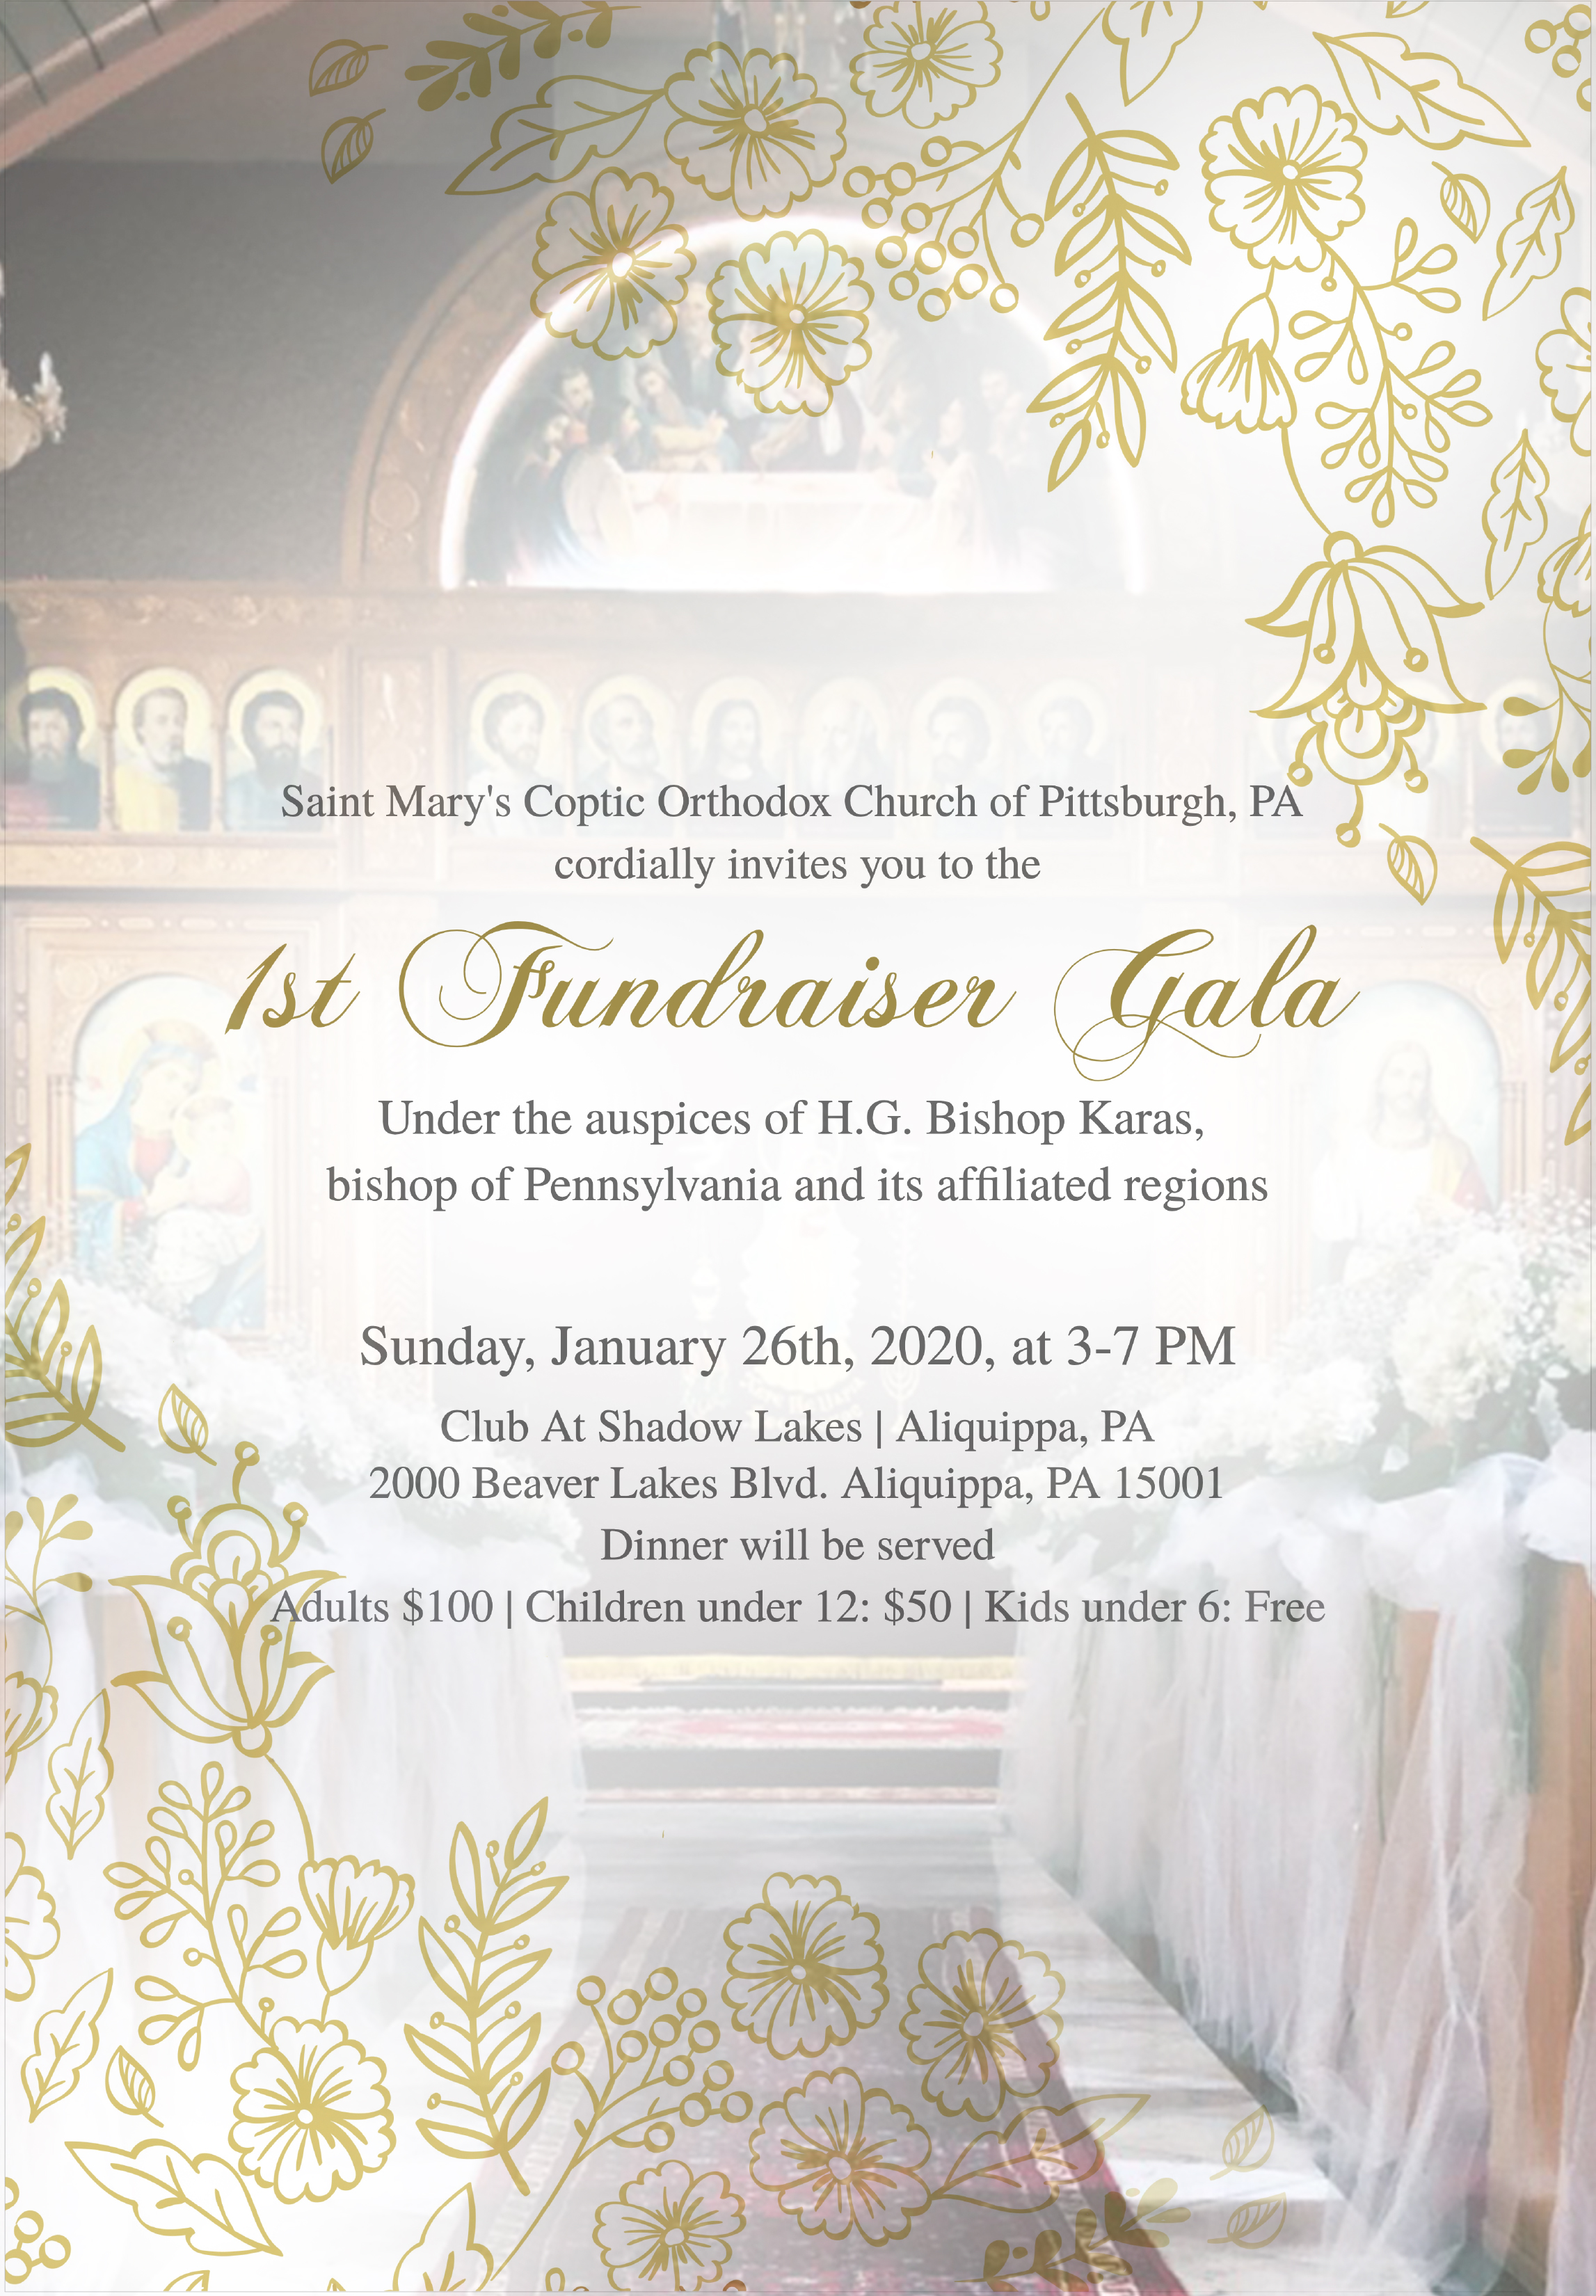 Saint Mary's Coptic Orthodox Church of Pittsburgh, PA
cordially invites you to the
1st Fundraiser Gala
Under the auspices of H.G. Bishop Karas,
bishop of Pennsylvania and its affiliated regions
Sunday, January 26th, 2020, at 3-7 PM
Club At Shadow Lakes | Aliquippa, PA
2000 Beaver Lakes Blvd. Aliquippa, PA 15001
Dinner will be served
Adults $100 | Children under 12: $50 | Kids under 6: Free